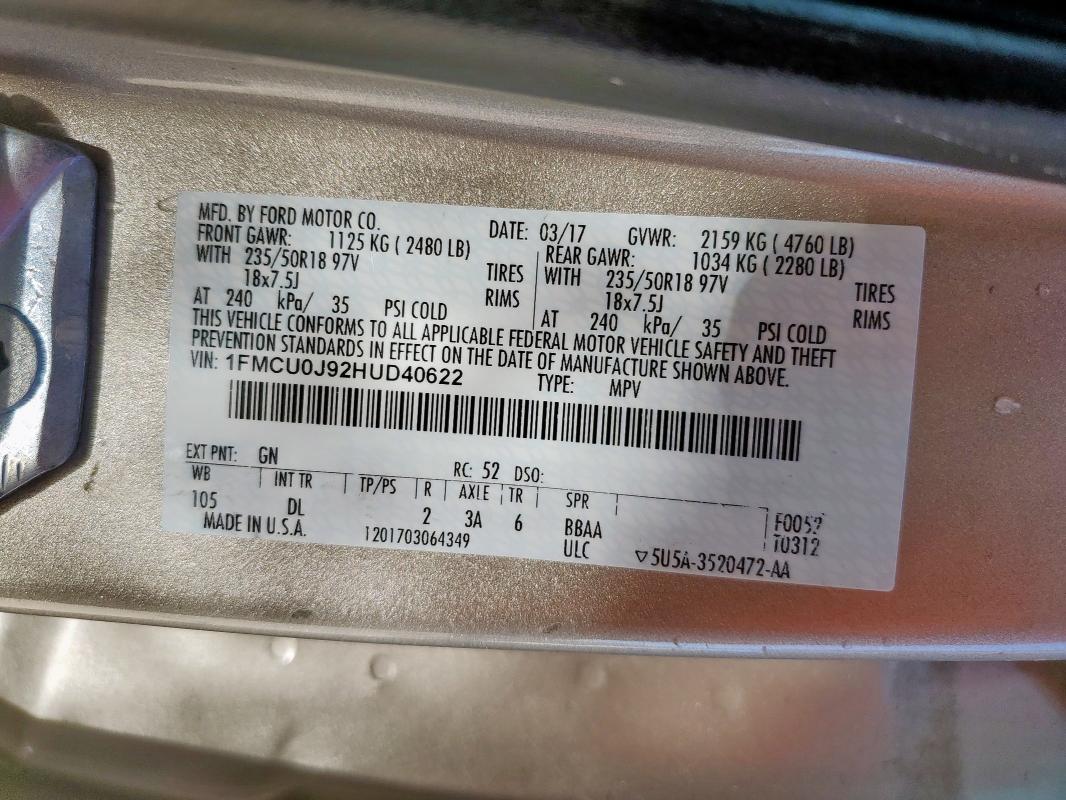 MFD. BY FORD MOTOR CO.
DATE: 03/17 GVWR: 2159 KG ( 4760 LB)
FRONT GAWR: 1125 KG ( 2480 LB) REAR GAWR: 1034 KG ( 2280 LB)
WITH 235/50R18 97V TIRES WITH 235/50R18 97V TIRES
18x7.5J RIMS 18x7.5J RIMS
AT 240 kPa/ 35 PSI COLD AT 240 kPa/ 35 PSI COLD
THIS VEHICLE CONFORMS TO ALL APPLICABLE FEDERAL MOTOR VEHICLE SAFETY AND THEFT
PREVENTION STANDARDS IN EFFECT ON THE DATE OF MANUFACTURE SHOWN ABOVE.
VIN: 1FMCU0J92HUD40622 TYPE: MPV
EXT PNT: GN RC: 52 DSO:
WB INT TR TP/PS R AXLE TR SPR
105 DL 2 3A 6 BBAA F0052
MADE IN U.S.A. 1201703064349 ULC T0312
5U5A-3520472-AA